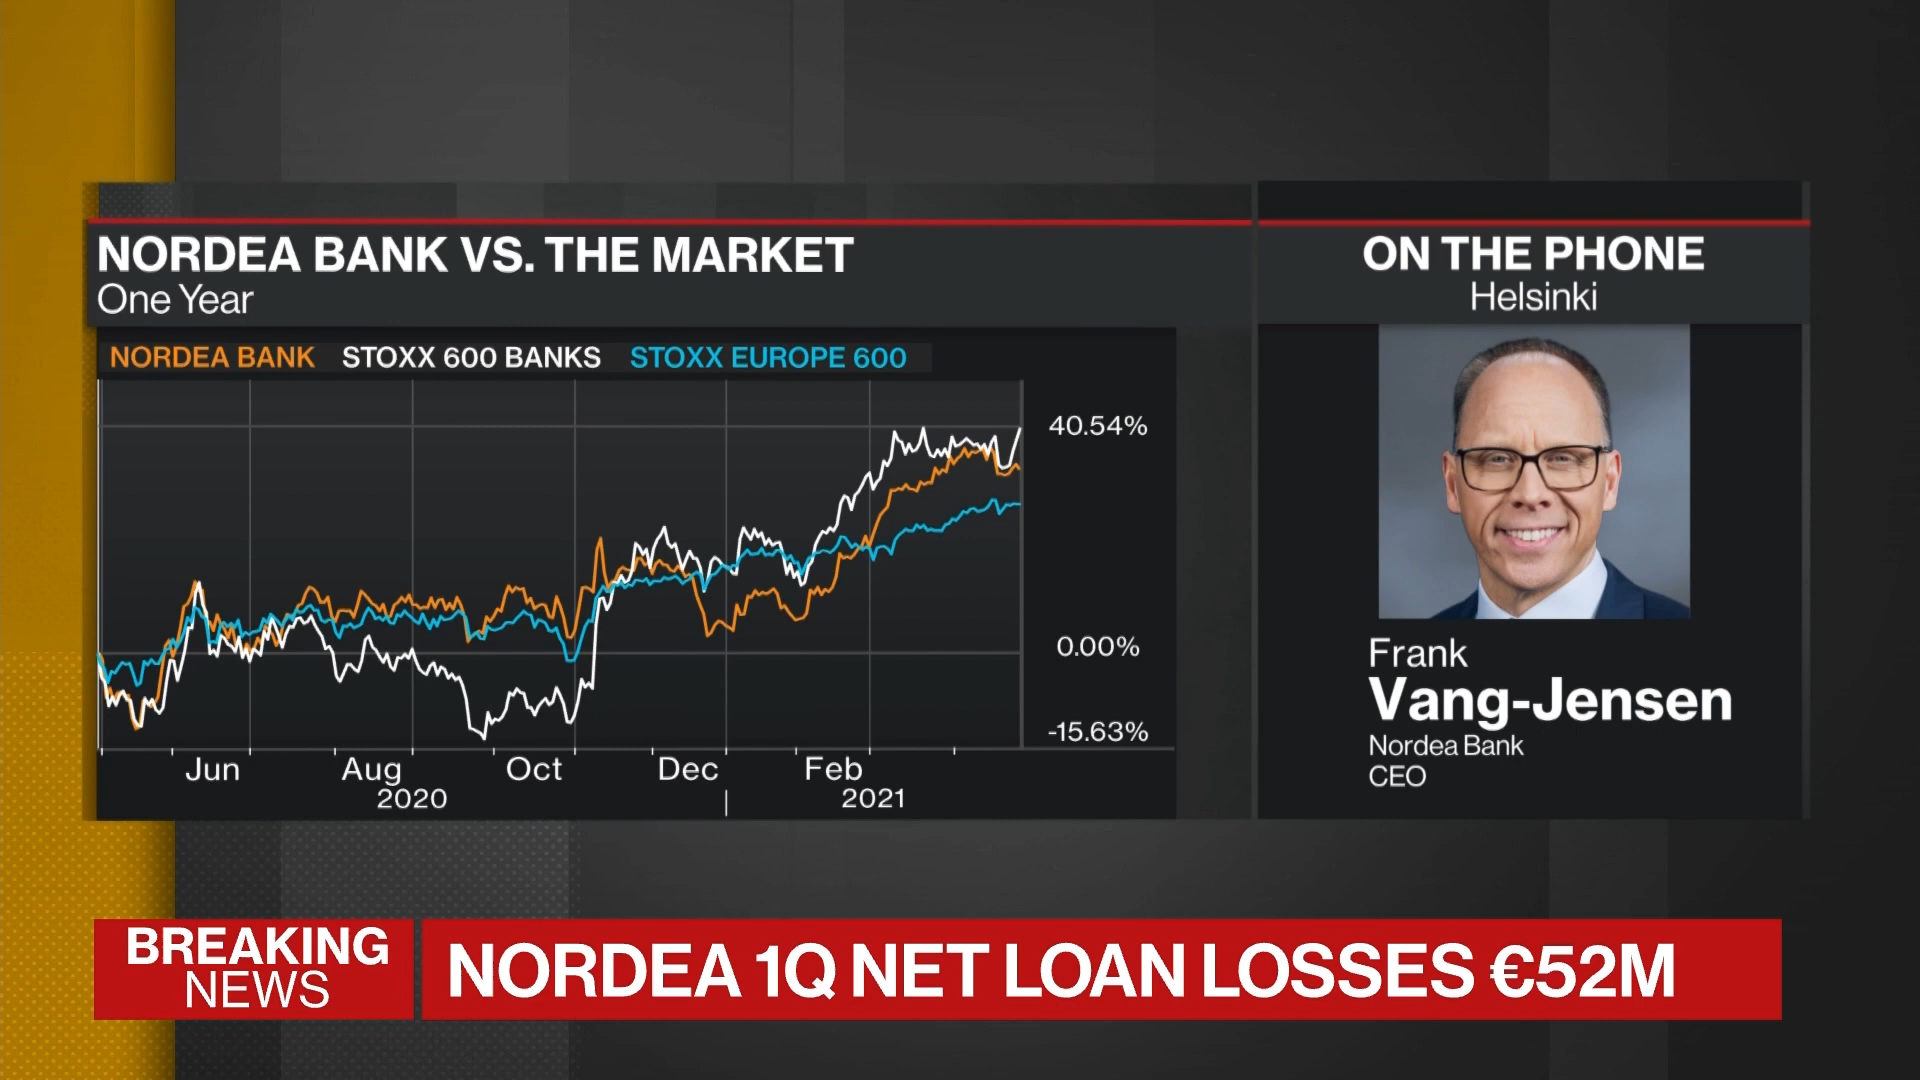 NORDEA BANK VS. THE MARKET
One Year
NORDEA BANK STOXX 600 BANKS STOXX EUROPE 600
40.54%
0.00%
-15.63%
Jun Aug Oct Dec Feb
2020 2021
ON THE PHONE
Helsinki
Frank
Vang-Jensen
Nordea Bank
CEO
BREAKING
NEWS
NORDEA 1Q NET LOAN LOSSES €52M